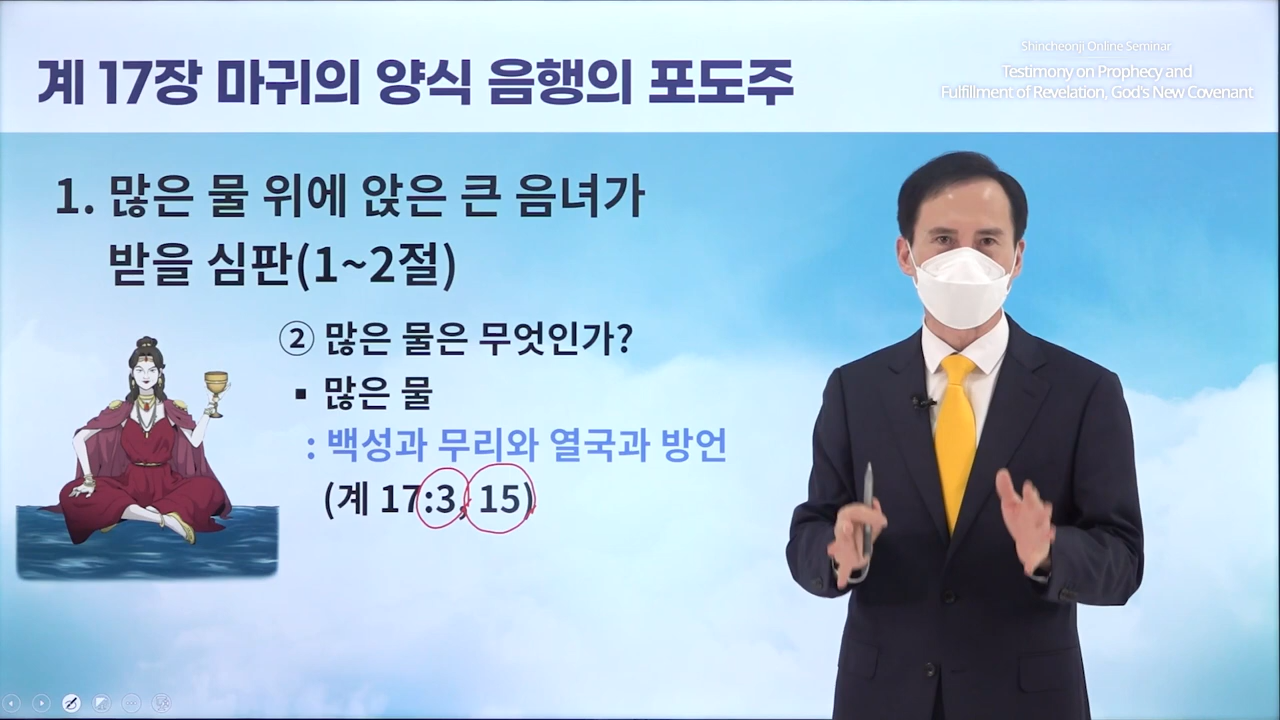 Shincheonji Online Seminar
Testimony on Prophecy and
Fulfillment of Revelation, God's New Covenant
계 17장 마귀의 양식 음행의 포도주
1. 많은 물 위에 앉은 큰 음녀가
받을 심판(1~2절)
② 많은 물은 무엇인가?
▪ 많은 물
: 백성과 무리와 열국과 방언
(계 17:3, 15)